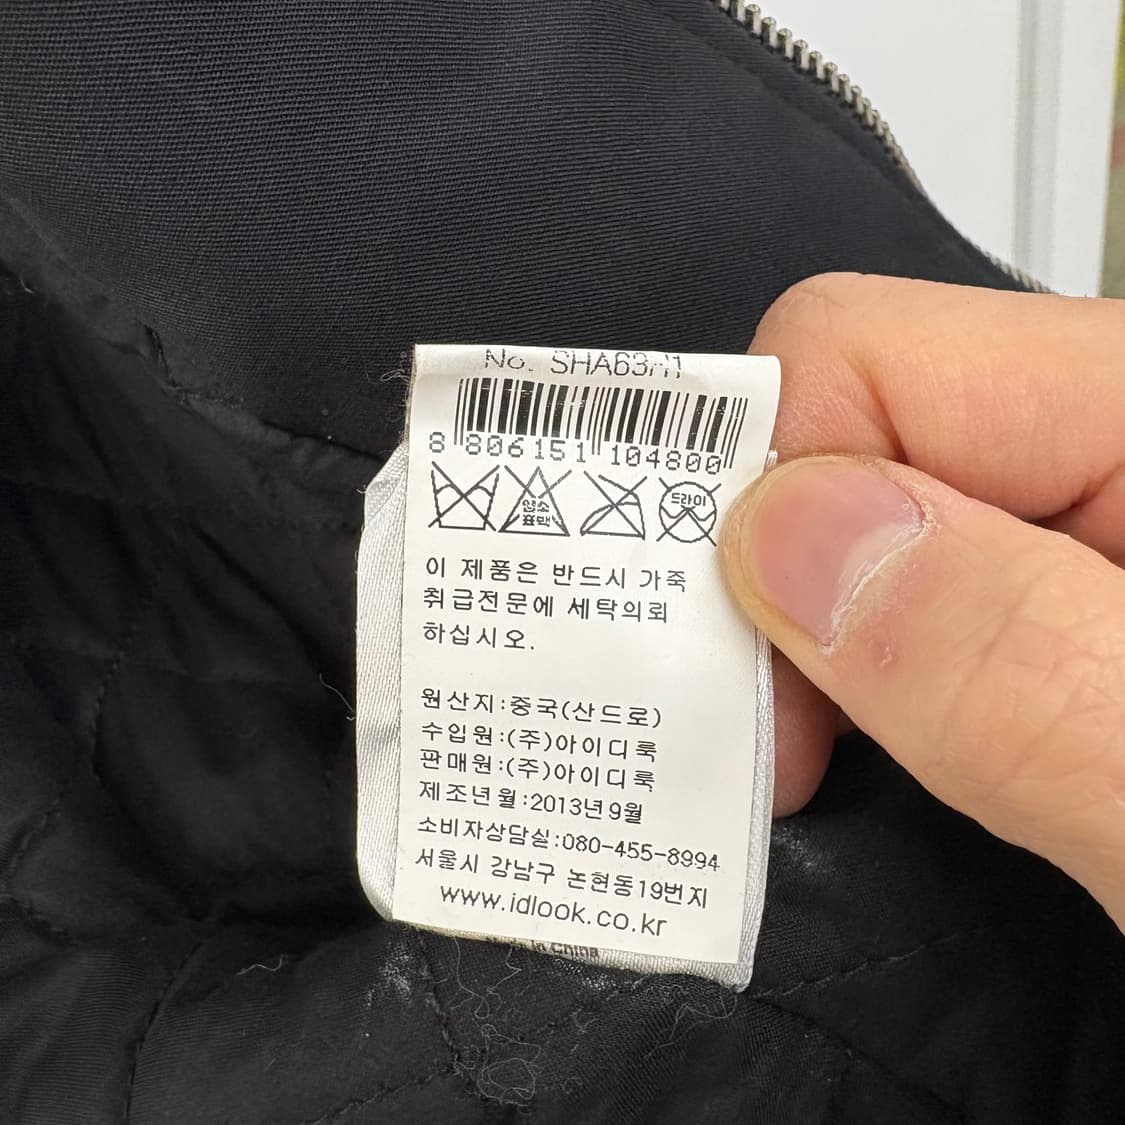 No.
8 806151 104800
드라이
염소
표백
이 제품은 반드시 가죽
취급전문에 세탁의뢰
하십시오.
원산지:중국(산드로)
수입원:(주)아이디룩
판매원:(주)아이디룩
제조년월:2013년9월
소비자상담실:080-455-8994
서울시 강남구 논현동19번지
www.idlook.co.kr
in China